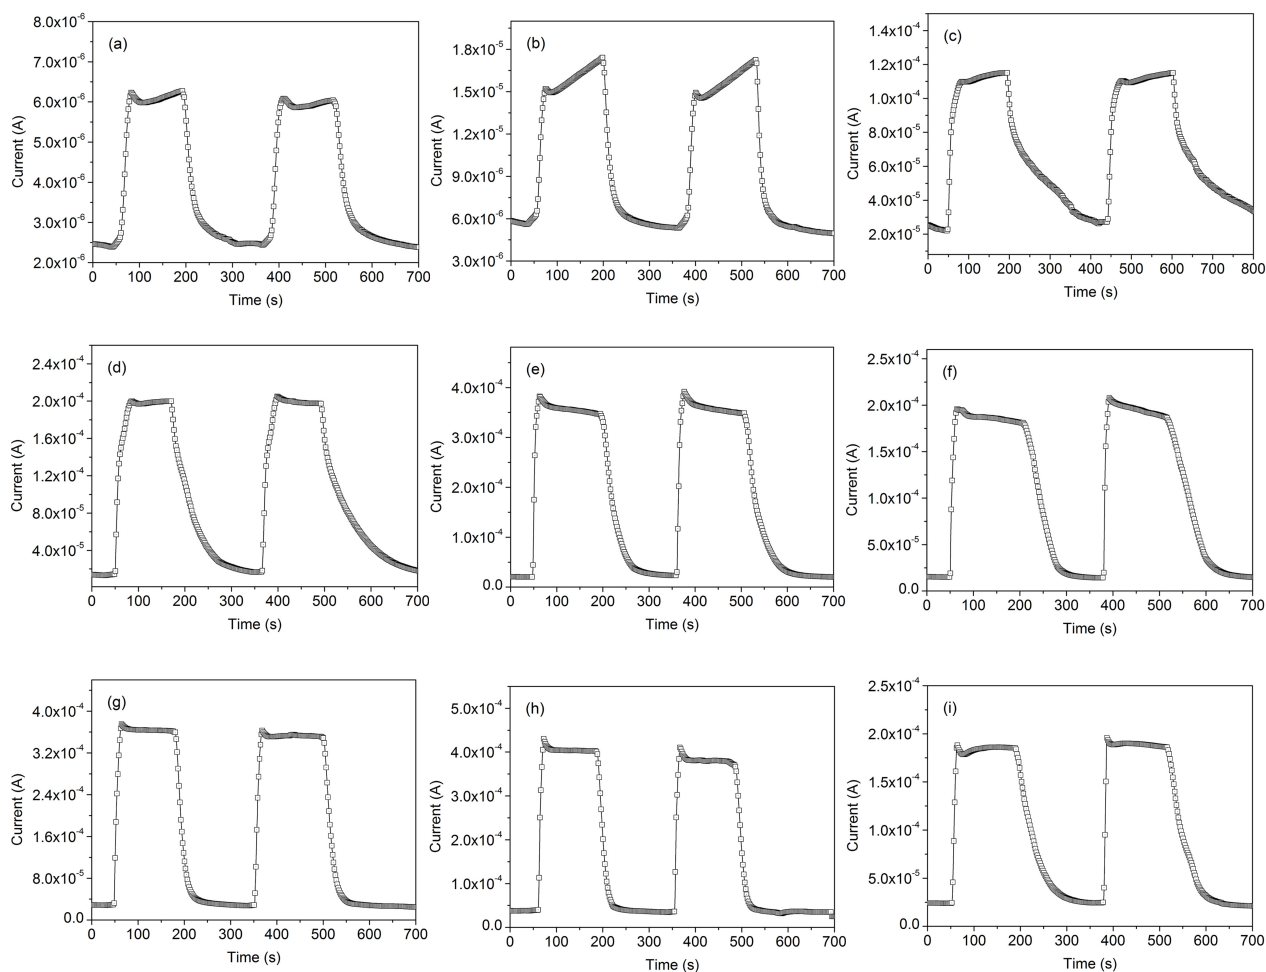 (a)
Current (A)
8.0x10⁻⁶
7.0x10⁻⁶
6.0x10⁻⁶
5.0x10⁻⁶
4.0x10⁻⁶
3.0x10⁻⁶
2.0x10⁻⁶
0 100 200 300 400 500 600 700
Time (s)
(b)
Current (A)
1.8x10⁻⁵
1.5x10⁻⁵
1.2x10⁻⁵
9.0x10⁻⁶
6.0x10⁻⁶
3.0x10⁻⁶
0 100 200 300 400 500 600 700
Time (s)
(c)
Current (A)
1.4x10⁻⁴
1.2x10⁻⁴
1.0x10⁻⁴
8.0x10⁻⁵
6.0x10⁻⁵
4.0x10⁻⁵
2.0x10⁻⁵
0 100 200 300 400 500 600 700 800
Time (s)
(d)
Current (A)
2.4x10⁻⁴
2.0x10⁻⁴
1.6x10⁻⁴
1.2x10⁻⁴
8.0x10⁻⁵
4.0x10⁻⁵
0 100 200 300 400 500 600 700
Time (s)
(e)
Current (A)
4.0x10⁻⁴
3.0x10⁻⁴
2.0x10⁻⁴
1.0x10⁻⁴
0.0
0 100 200 300 400 500 600 700
Time (s)
(f)
Current (A)
2.5x10⁻⁴
2.0x10⁻⁴
1.5x10⁻⁴
1.0x10⁻⁴
5.0x10⁻⁵
0.0
0 100 200 300 400 500 600 700
Time (s)
(g)
Current (A)
4.0x10⁻⁴
3.2x10⁻⁴
2.4x10⁻⁴
1.6x10⁻⁴
8.0x10⁻⁵
0.0
0 100 200 300 400 500 600 700
Time (s)
(h)
Current (A)
5.0x10⁻⁴
4.0x10⁻⁴
3.0x10⁻⁴
2.0x10⁻⁴
1.0x10⁻⁴
0.0
0 100 200 300 400 500 600 700
Time (s)
(i)
Current (A)
2.5x10⁻⁴
2.0x10⁻⁴
1.5x10⁻⁴
1.0x10⁻⁴
5.0x10⁻⁵
0.0
0 100 200 300 400 500 600 700
Time (s)